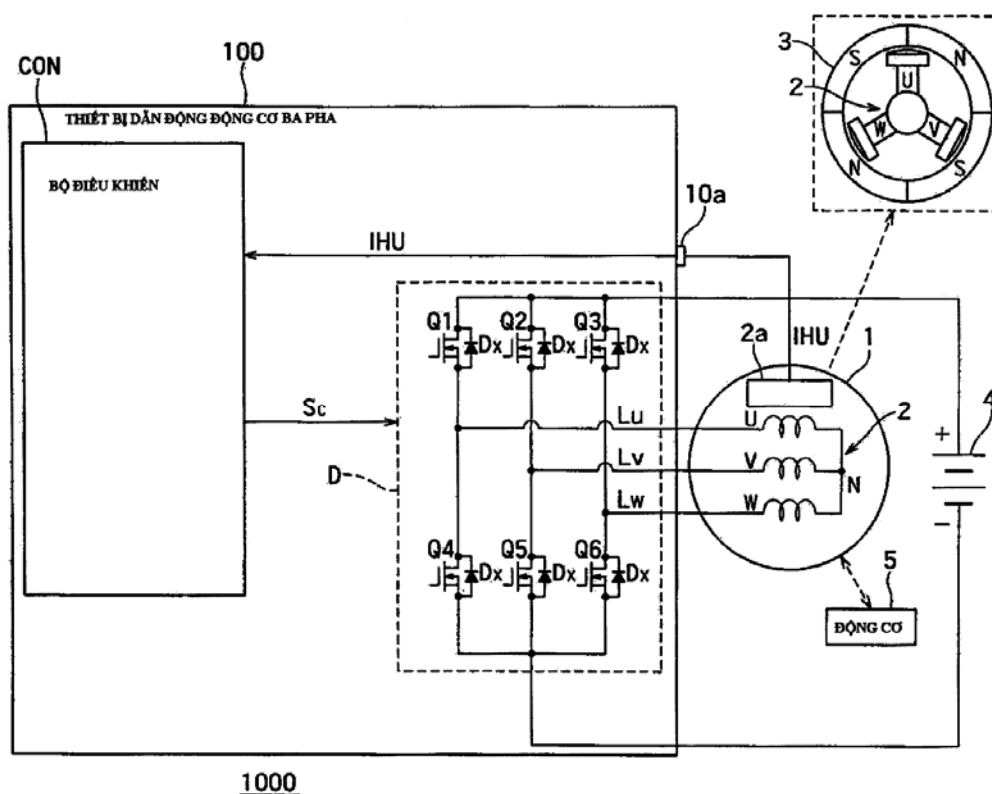 CON
100
THIẾT BỊ DẪN ĐỘNG ĐỘNG CƠ BA PHA
BỘ ĐIỀU KHIỂN
3
S
N
2
U
W
V
N
S
10a
IHU
Q1
Q2
Q3
Dx
Dx
Dx
2a
IHU
1
Sc
Lu
U
2
4
+
D
Lv
V
N
Lw
W
−
Q4
Q5
Q6
Dx
Dx
Dx
5
ĐỘNG CƠ
1000